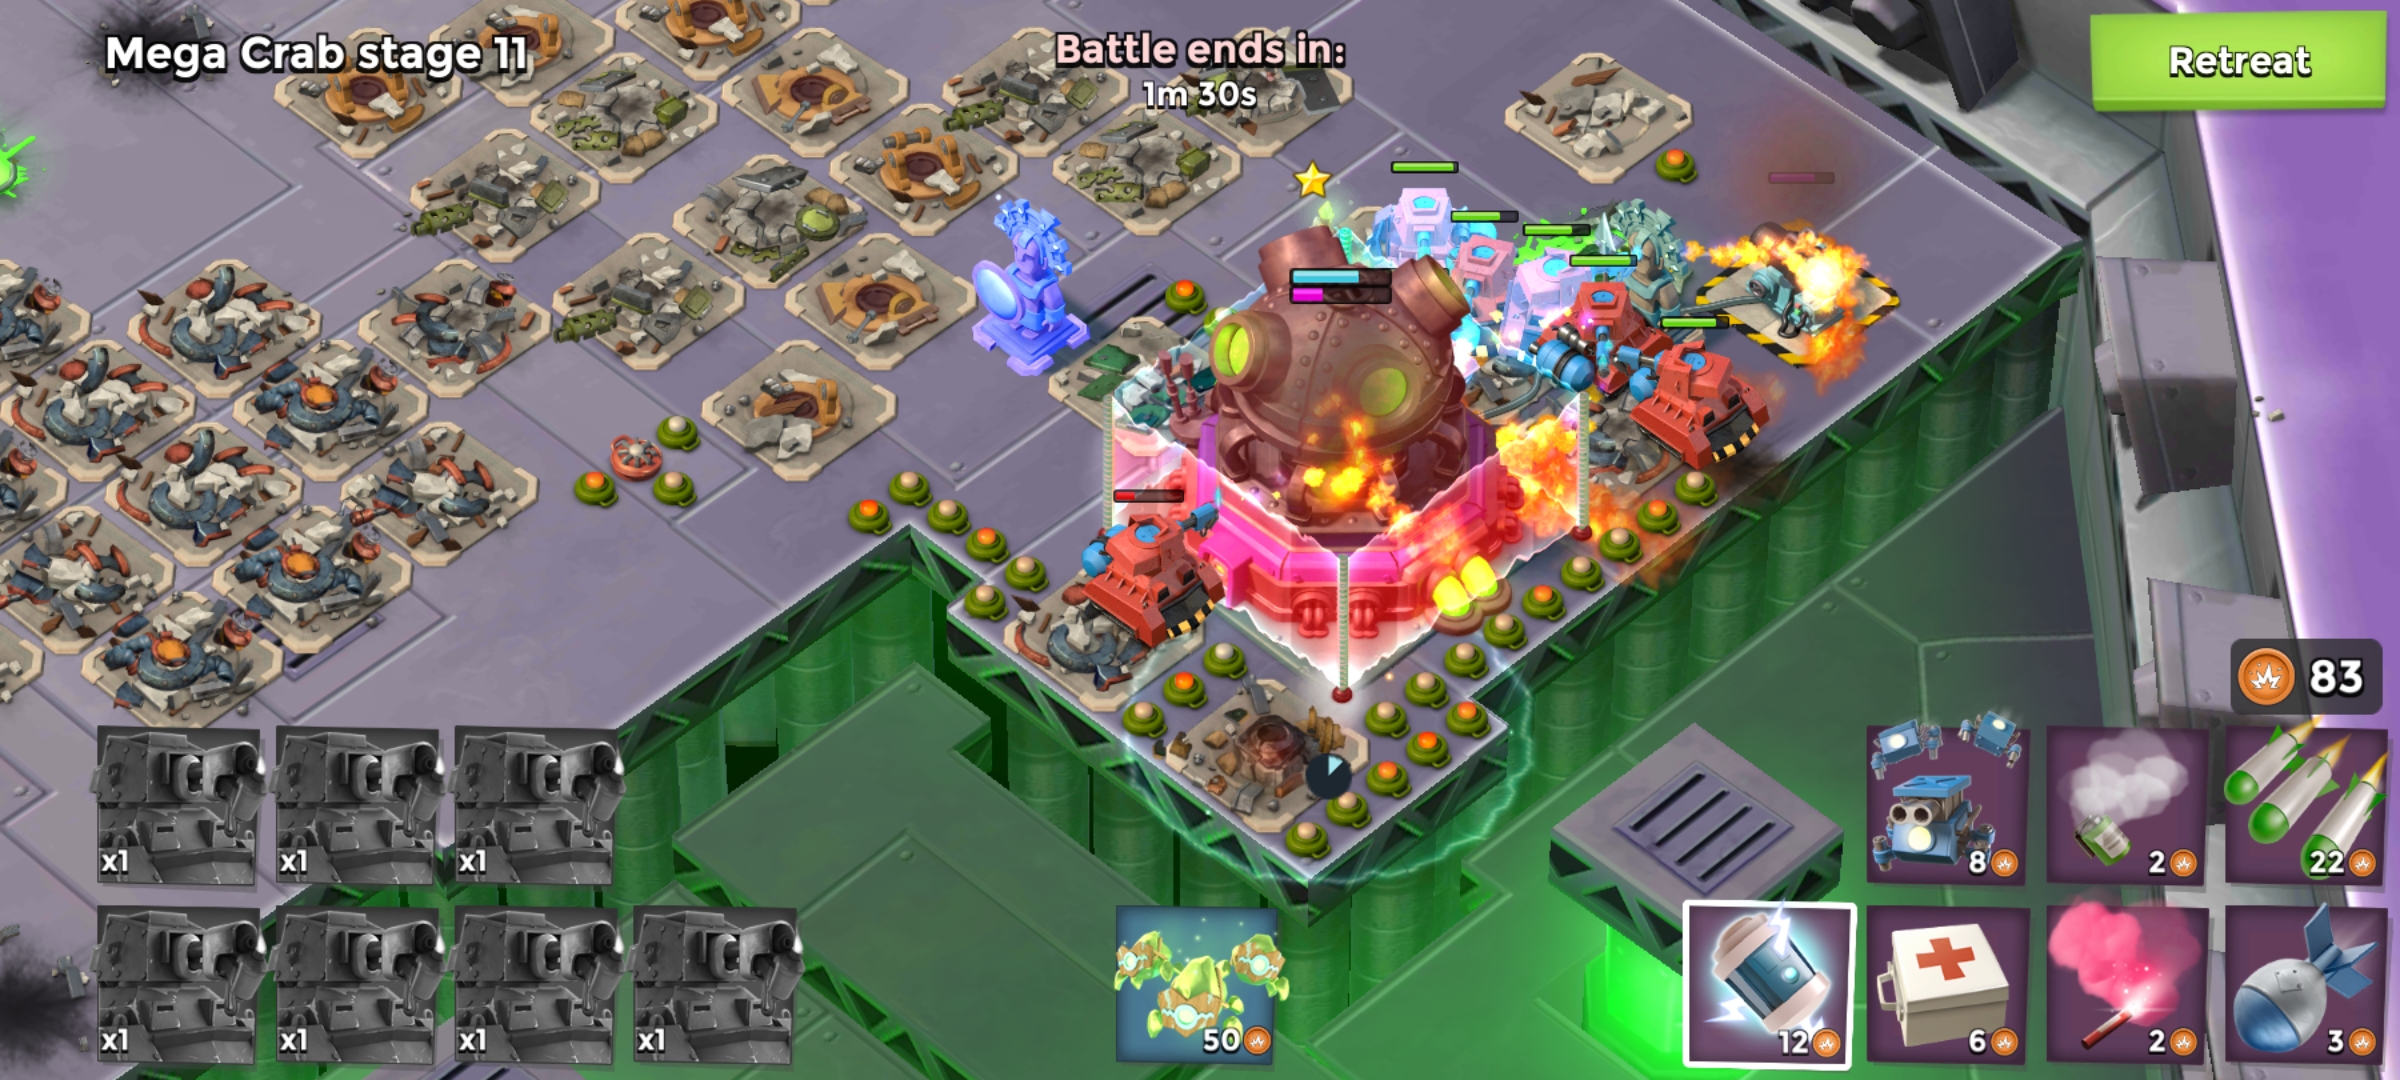 Mega Crab stage 11
Battle ends in:
1m 30s
Retreat
83
x1
x1
x1
8
2
22
x1
x1
x1
x1
50
12
6
2
3